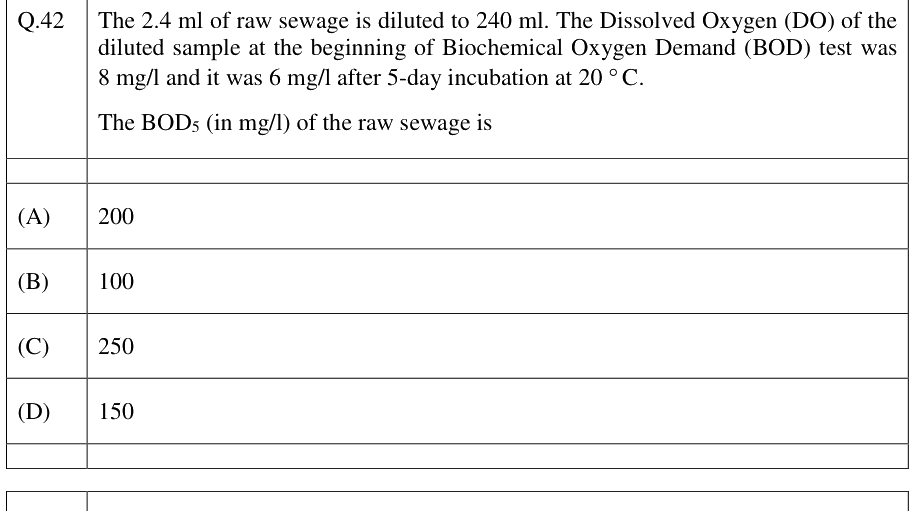 Q.42 The 2.4 ml of raw sewage is diluted to 240 ml. The Dissolved Oxygen (DO) of the
diluted sample at the beginning of Biochemical Oxygen Demand (BOD) test was
8 mg/l and it was 6 mg/l after 5-day incubation at 20 °C.
The BOD₅ (in mg/l) of the raw sewage is
(A) 200
(B) 100
(C) 250
(D) 150